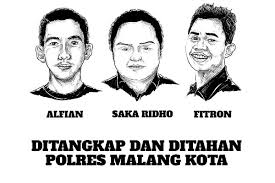 ALFIAN
SAKA RIDHO
FITRON
DITANGKAP DAN DITAHAN
POLRES MALANG KOTA